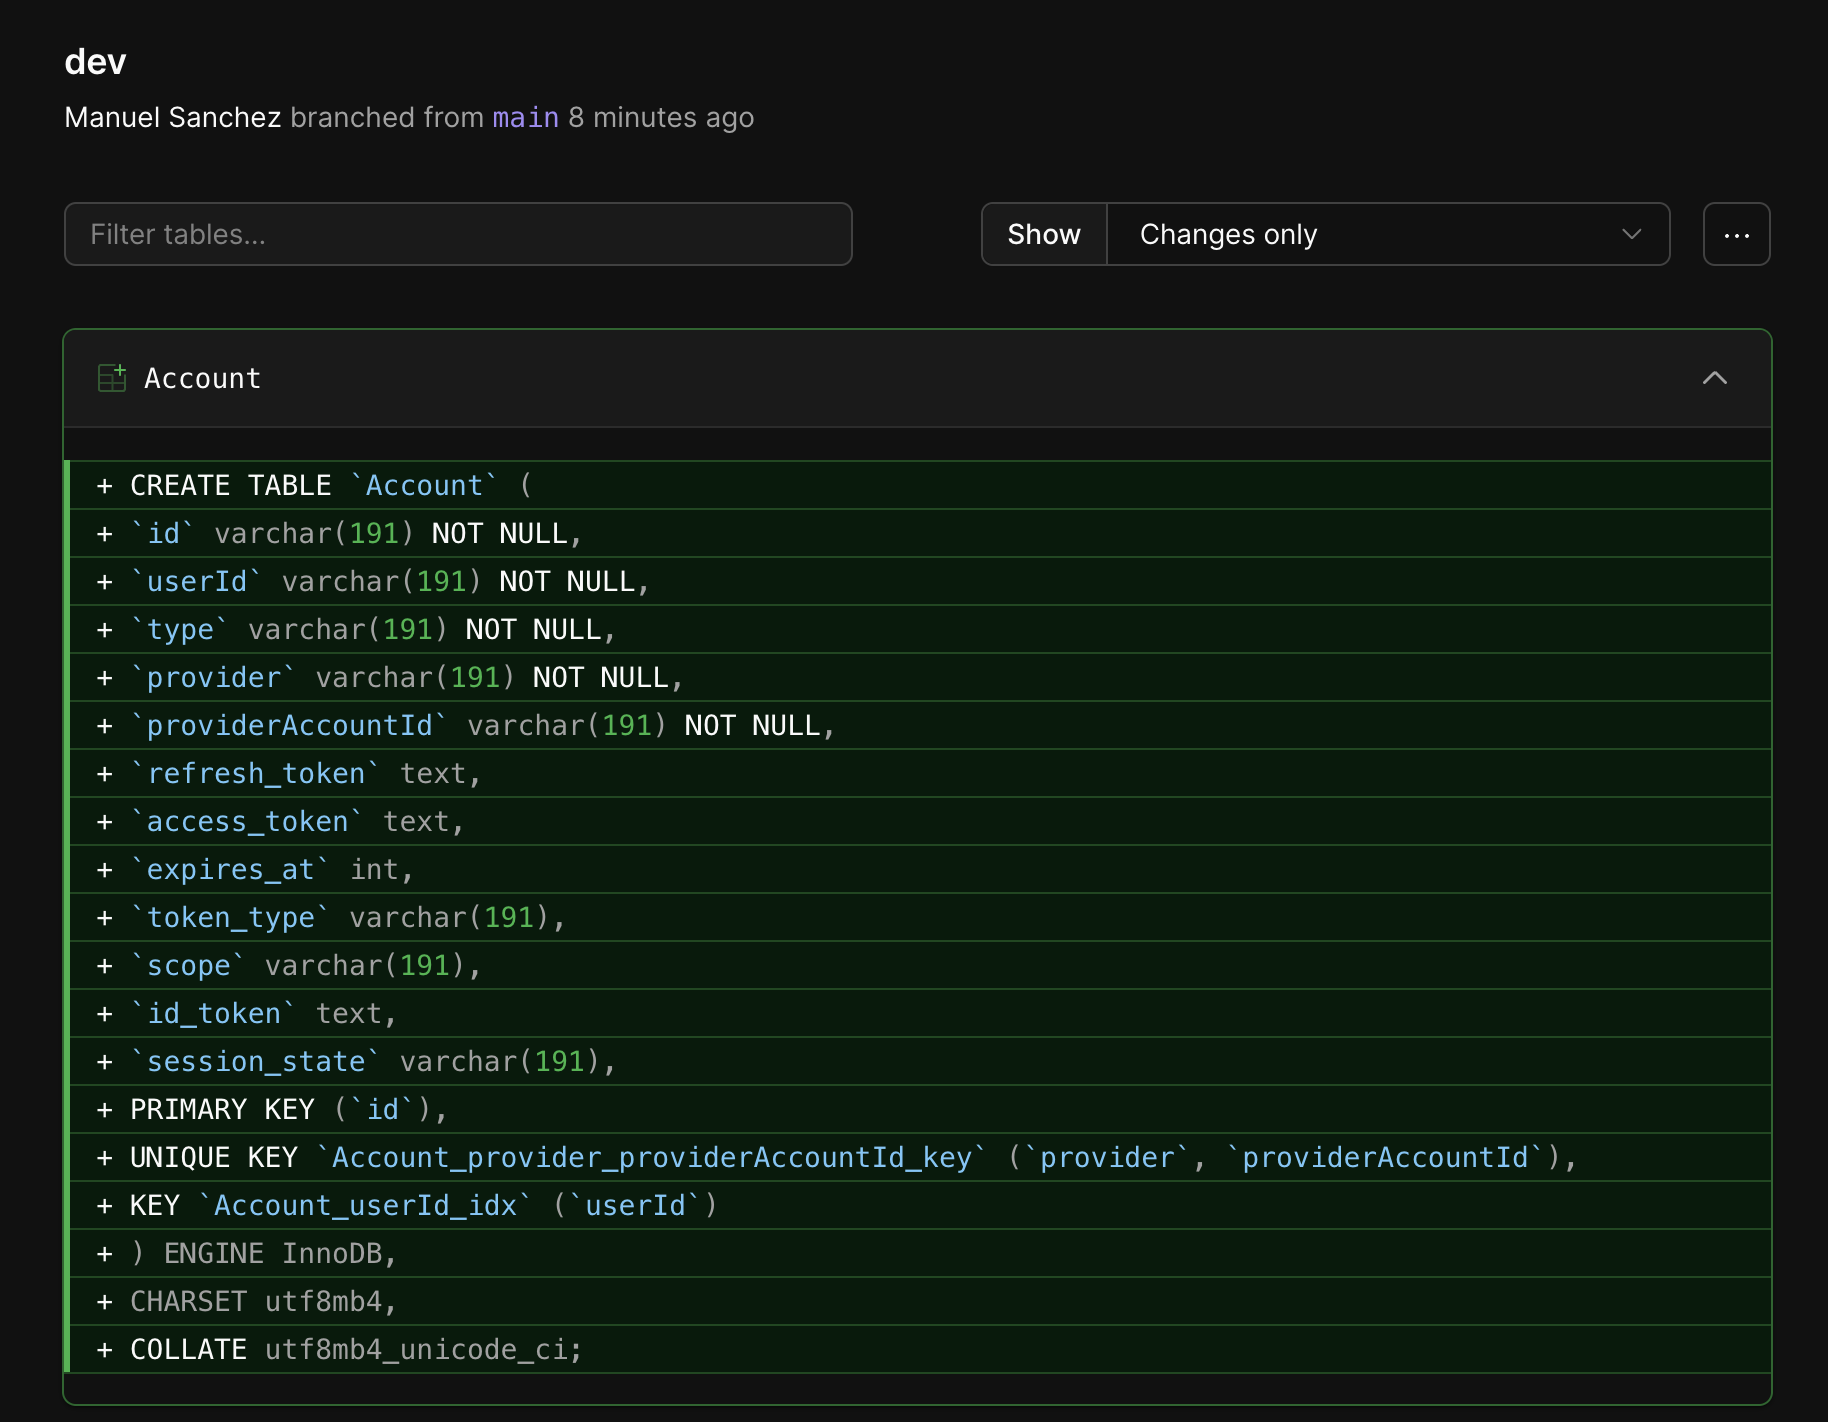 dev
Manuel Sanchez branched from main 8 minutes ago
Filter tables...
Show Changes only ...
Account
+ CREATE TABLE `Account` (
+ `id` varchar(191) NOT NULL,
+ `userId` varchar(191) NOT NULL,
+ `type` varchar(191) NOT NULL,
+ `provider` varchar(191) NOT NULL,
+ `providerAccountId` varchar(191) NOT NULL,
+ `refresh_token` text,
+ `access_token` text,
+ `expires_at` int,
+ `token_type` varchar(191),
+ `scope` varchar(191),
+ `id_token` text,
+ `session_state` varchar(191),
+ PRIMARY KEY (`id`),
+ UNIQUE KEY `Account_provider_providerAccountId_key` (`provider`, `providerAccountId`),
+ KEY `Account_userId_idx` (`userId`)
+ ) ENGINE InnoDB,
+ CHARSET utf8mb4,
+ COLLATE utf8mb4_unicode_ci;